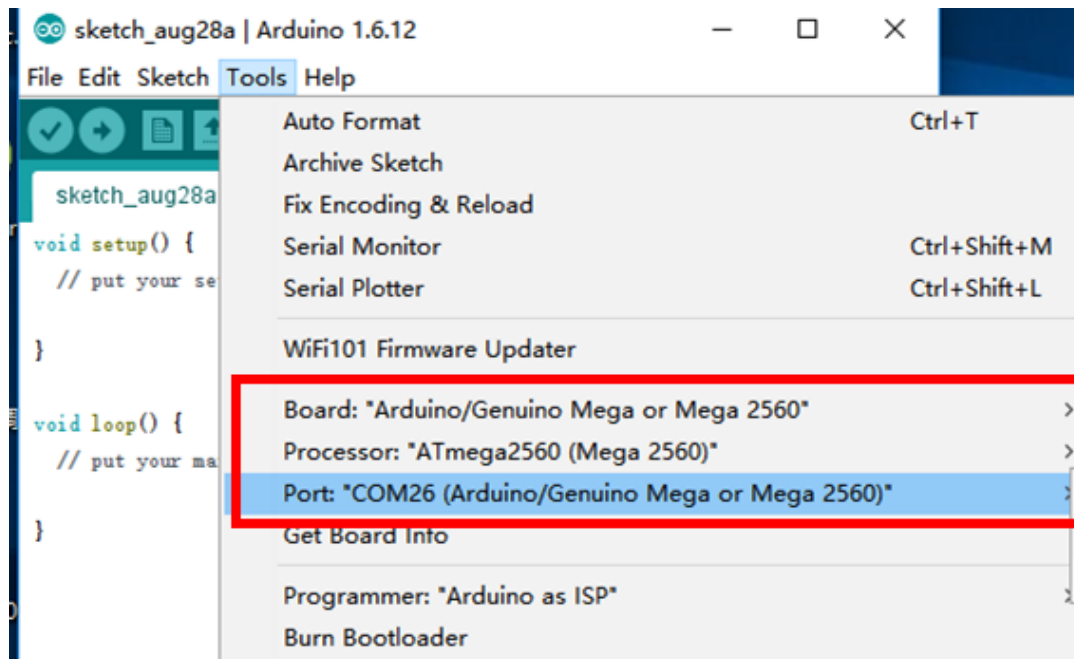 sketch_aug28a | Arduino 1.6.12
File Edit Sketch Tools Help
Auto Format Ctrl+T
Archive Sketch
sketch_aug28a
Fix Encoding & Reload
void setup() {
Serial Monitor Ctrl+Shift+M
// put your se
Serial Plotter Ctrl+Shift+L
}
WiFi101 Firmware Updater
Board: "Arduino/Genuino Mega or Mega 2560"
void loop() {
Processor: "ATmega2560 (Mega 2560)"
// put your ma
Port: "COM26 (Arduino/Genuino Mega or Mega 2560)"
}
Get Board Info
Programmer: "Arduino as ISP"
Burn Bootloader